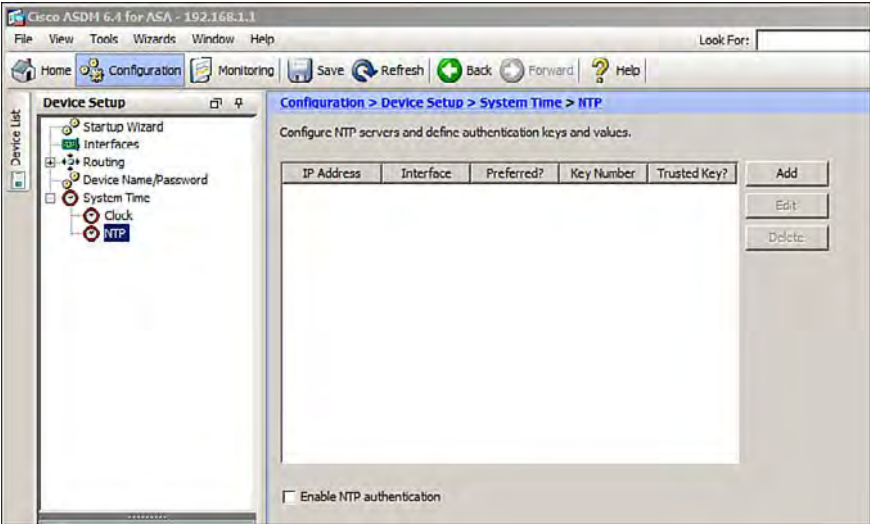 Cisco ASDM 6.4 for ASA - 192.168.1.1
File View Tools Wizards Window Help Look For:
Home Configuration Monitoring Save Refresh Back Forward Help
Device List
Device Setup
Startup Wizard
Interfaces
Routing
Device Name/Password
System Time
Clock
NTP
Configuration > Device Setup > System Time > NTP
Configure NTP servers and define authentication keys and values.
IP Address Interface Preferred? Key Number Trusted Key?
Add
Edit
Delete
Enable NTP authentication